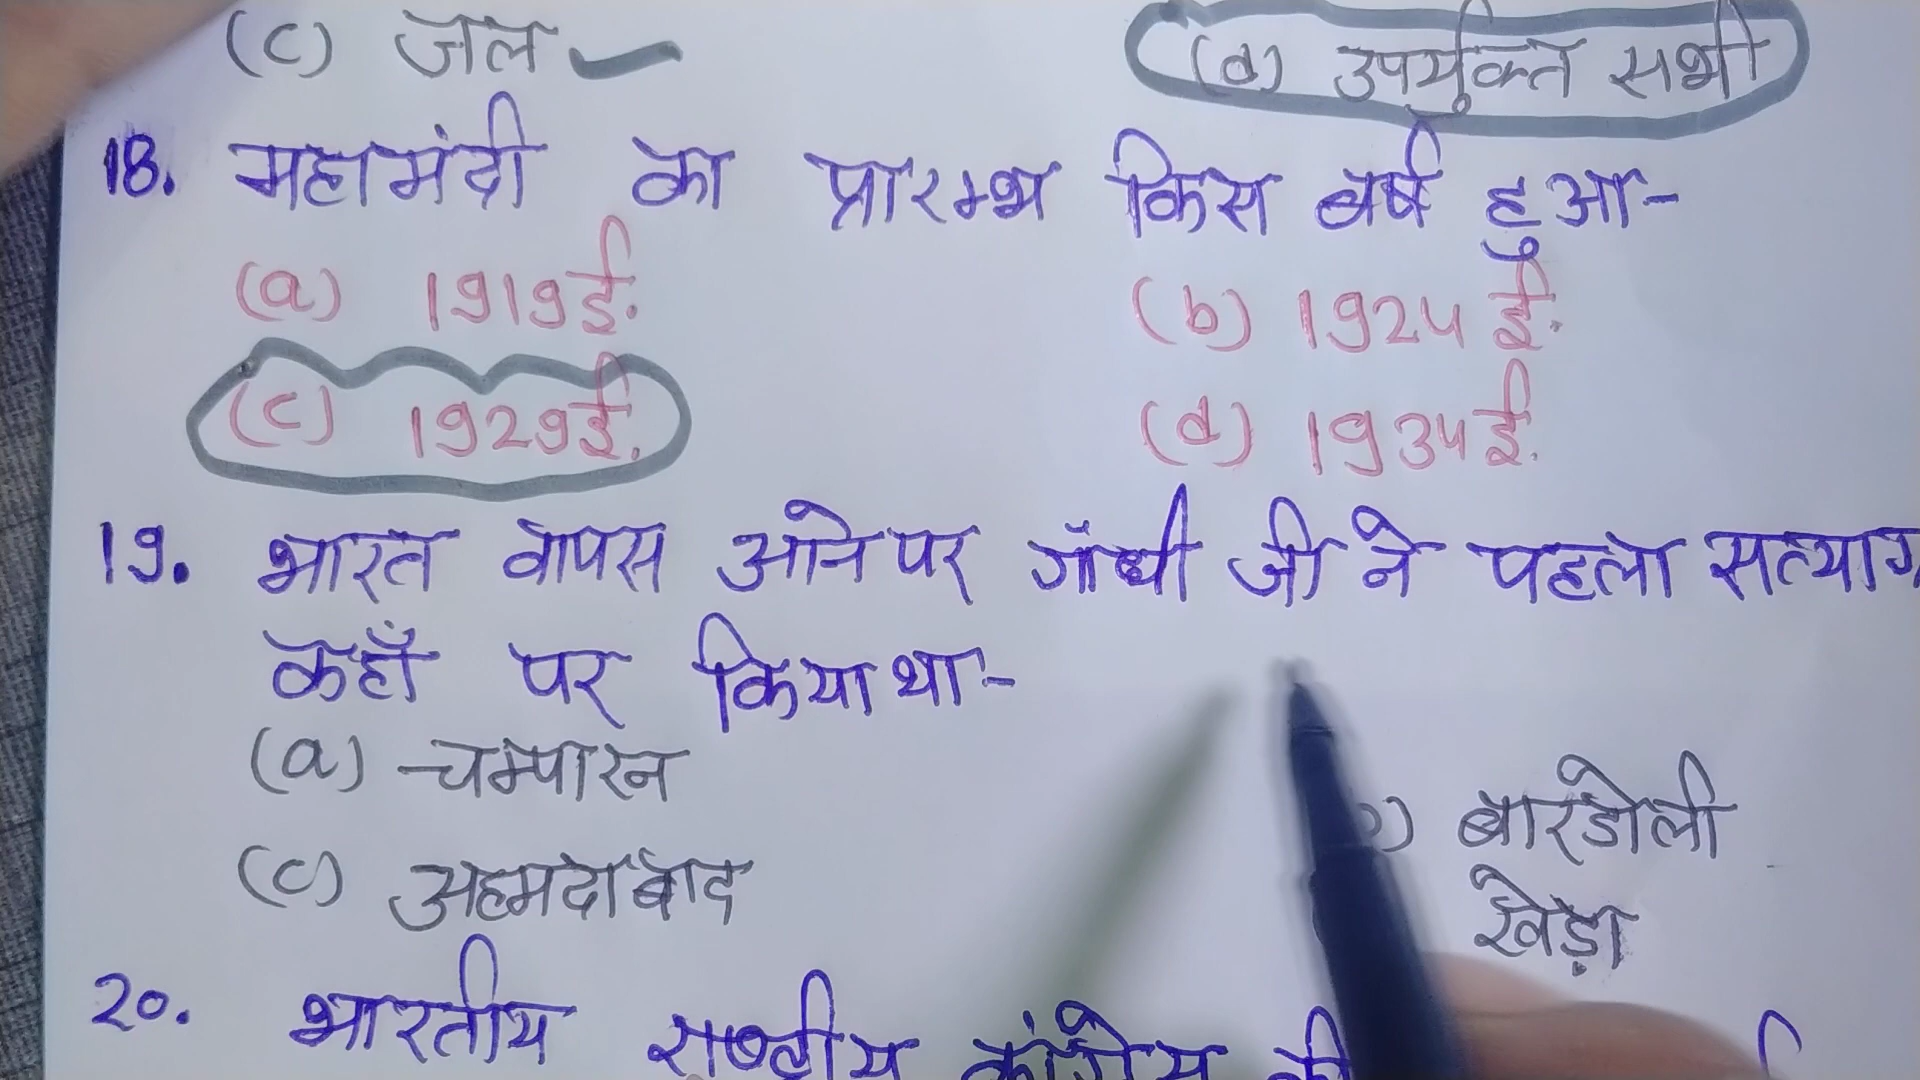 (c) जल (d) उपर्युक्त सभी
18. महामंदी का प्रारम्भ किस वर्ष हुआ-
(a) 1919ई. (b) 1924 ई.
(c) 1929ई. (d) 1934ई.
19. भारत वापस आने पर गाँधी जी ने पहला सत्याग्र
कहाँ पर किया था-
(a) चम्पारन ) बारडोली
(c) अहमदाबाद खेड़ा
20. भारतीय राष्ट्रीय कांग्रेस की